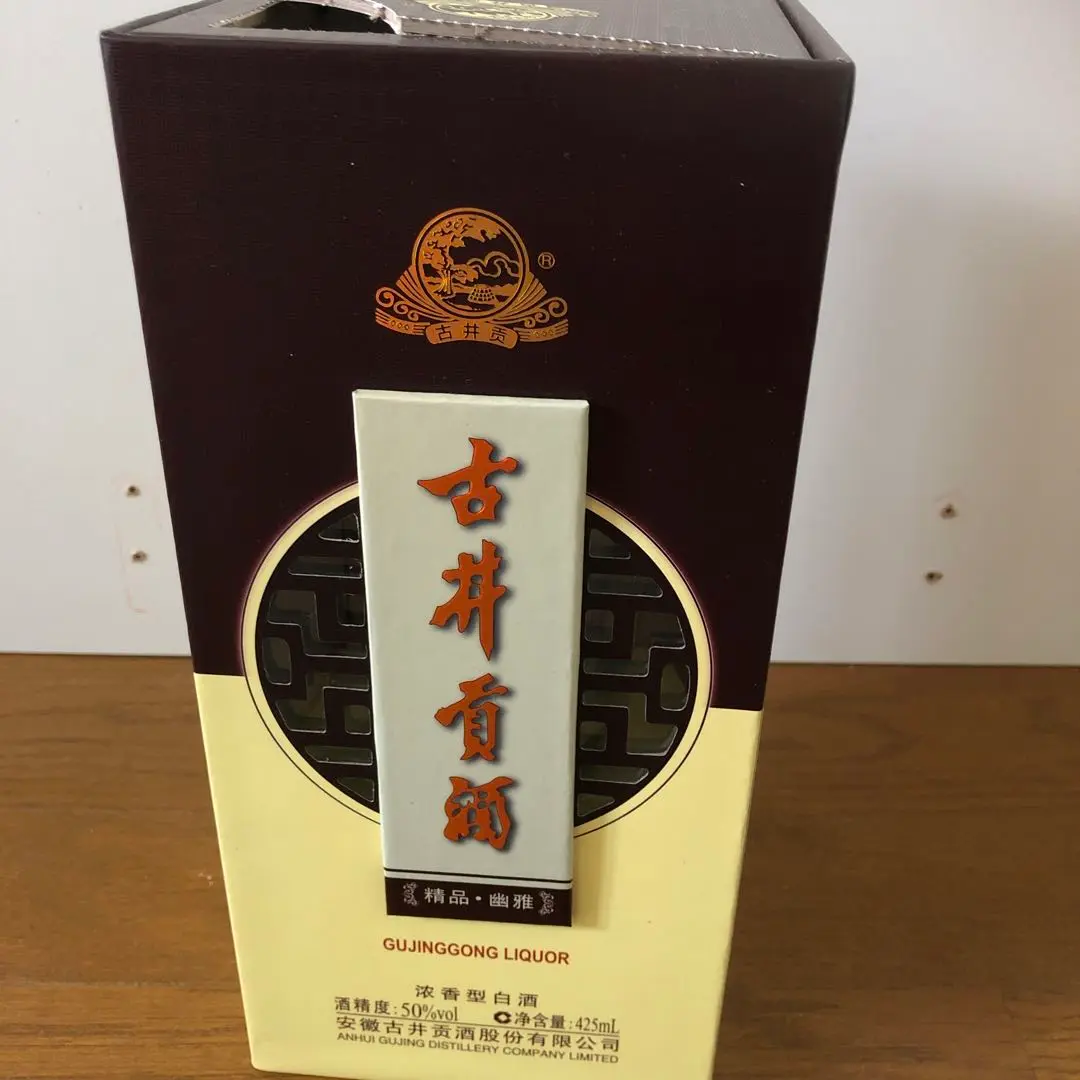 ®
古井贡
古井贡酒
精品·幽雅
GUJINGGONG LIQUOR
浓香型白酒
酒精度:50%vol 净含量:425mL
安徽古井贡酒股份有限公司
ANHUI GUJING DISTILLERY COMPANY LIMITED